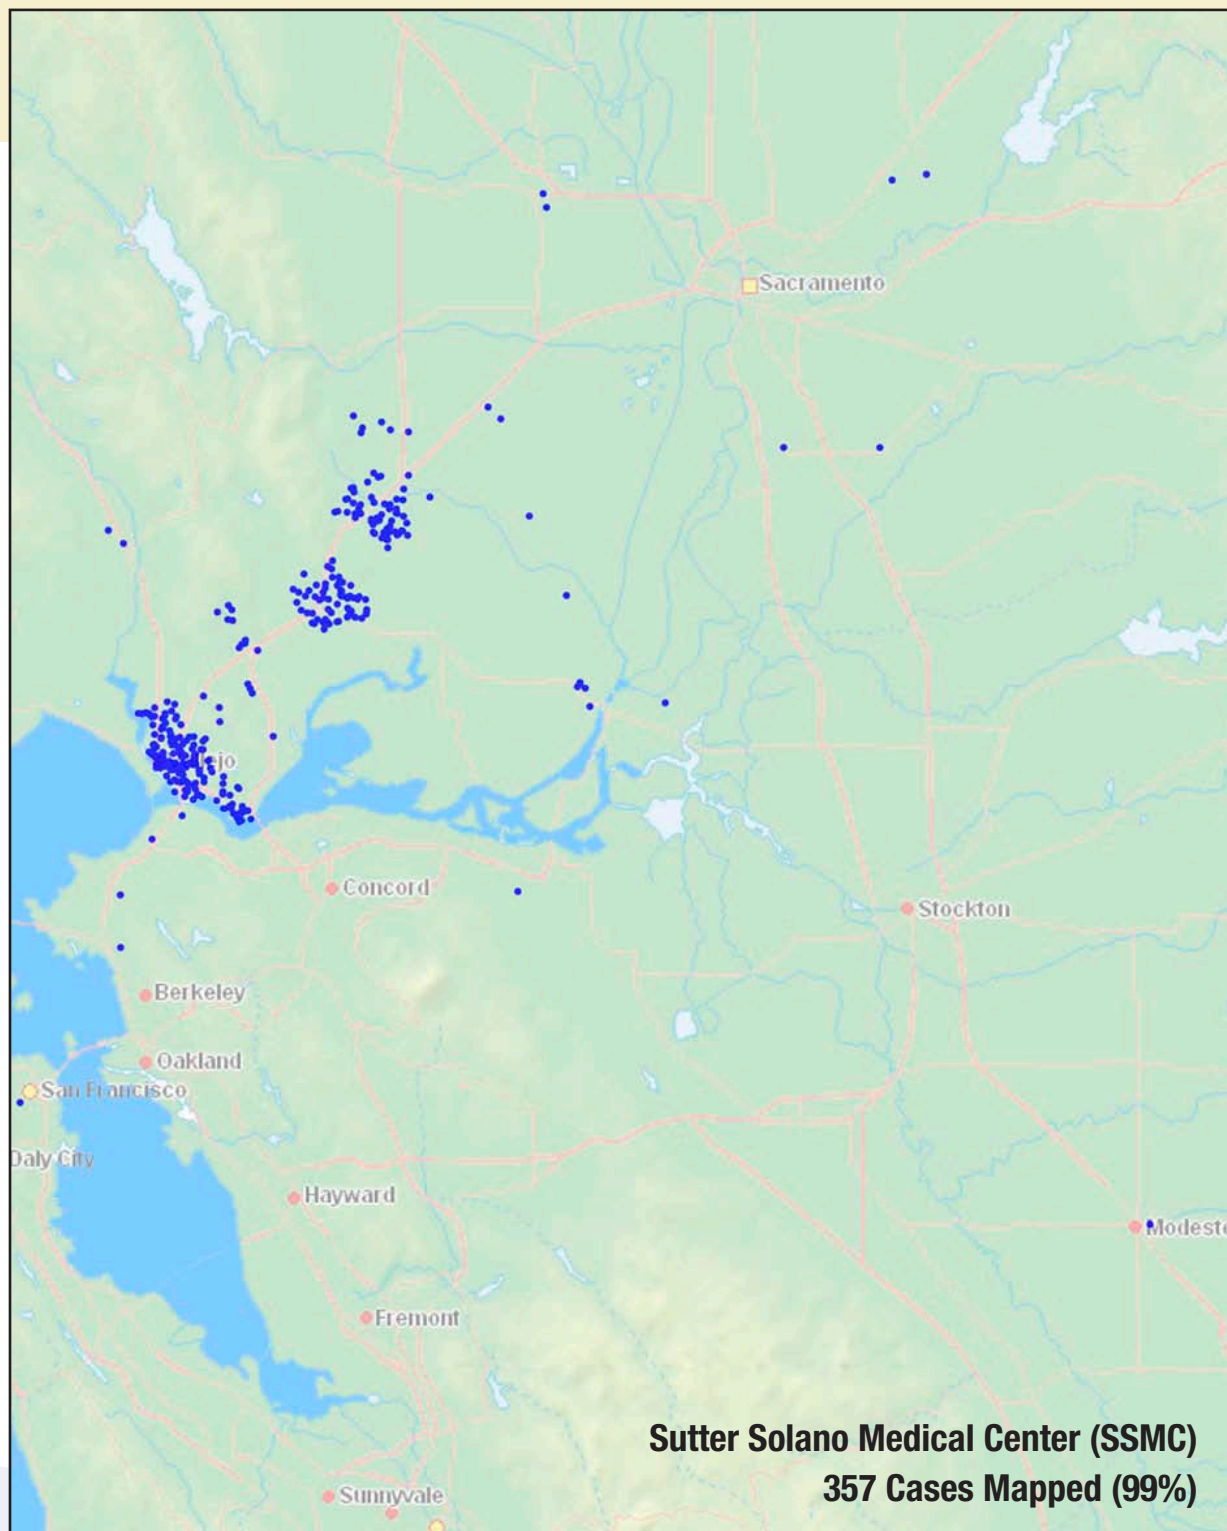 Sacramento
ejo
Concord
Stockton
Berkeley
Oakland
San Francisco
Daly City
Hayward
Modesto
Fremont
Sutter Solano Medical Center (SSMC)
357 Cases Mapped (99%)
Sunnyvale